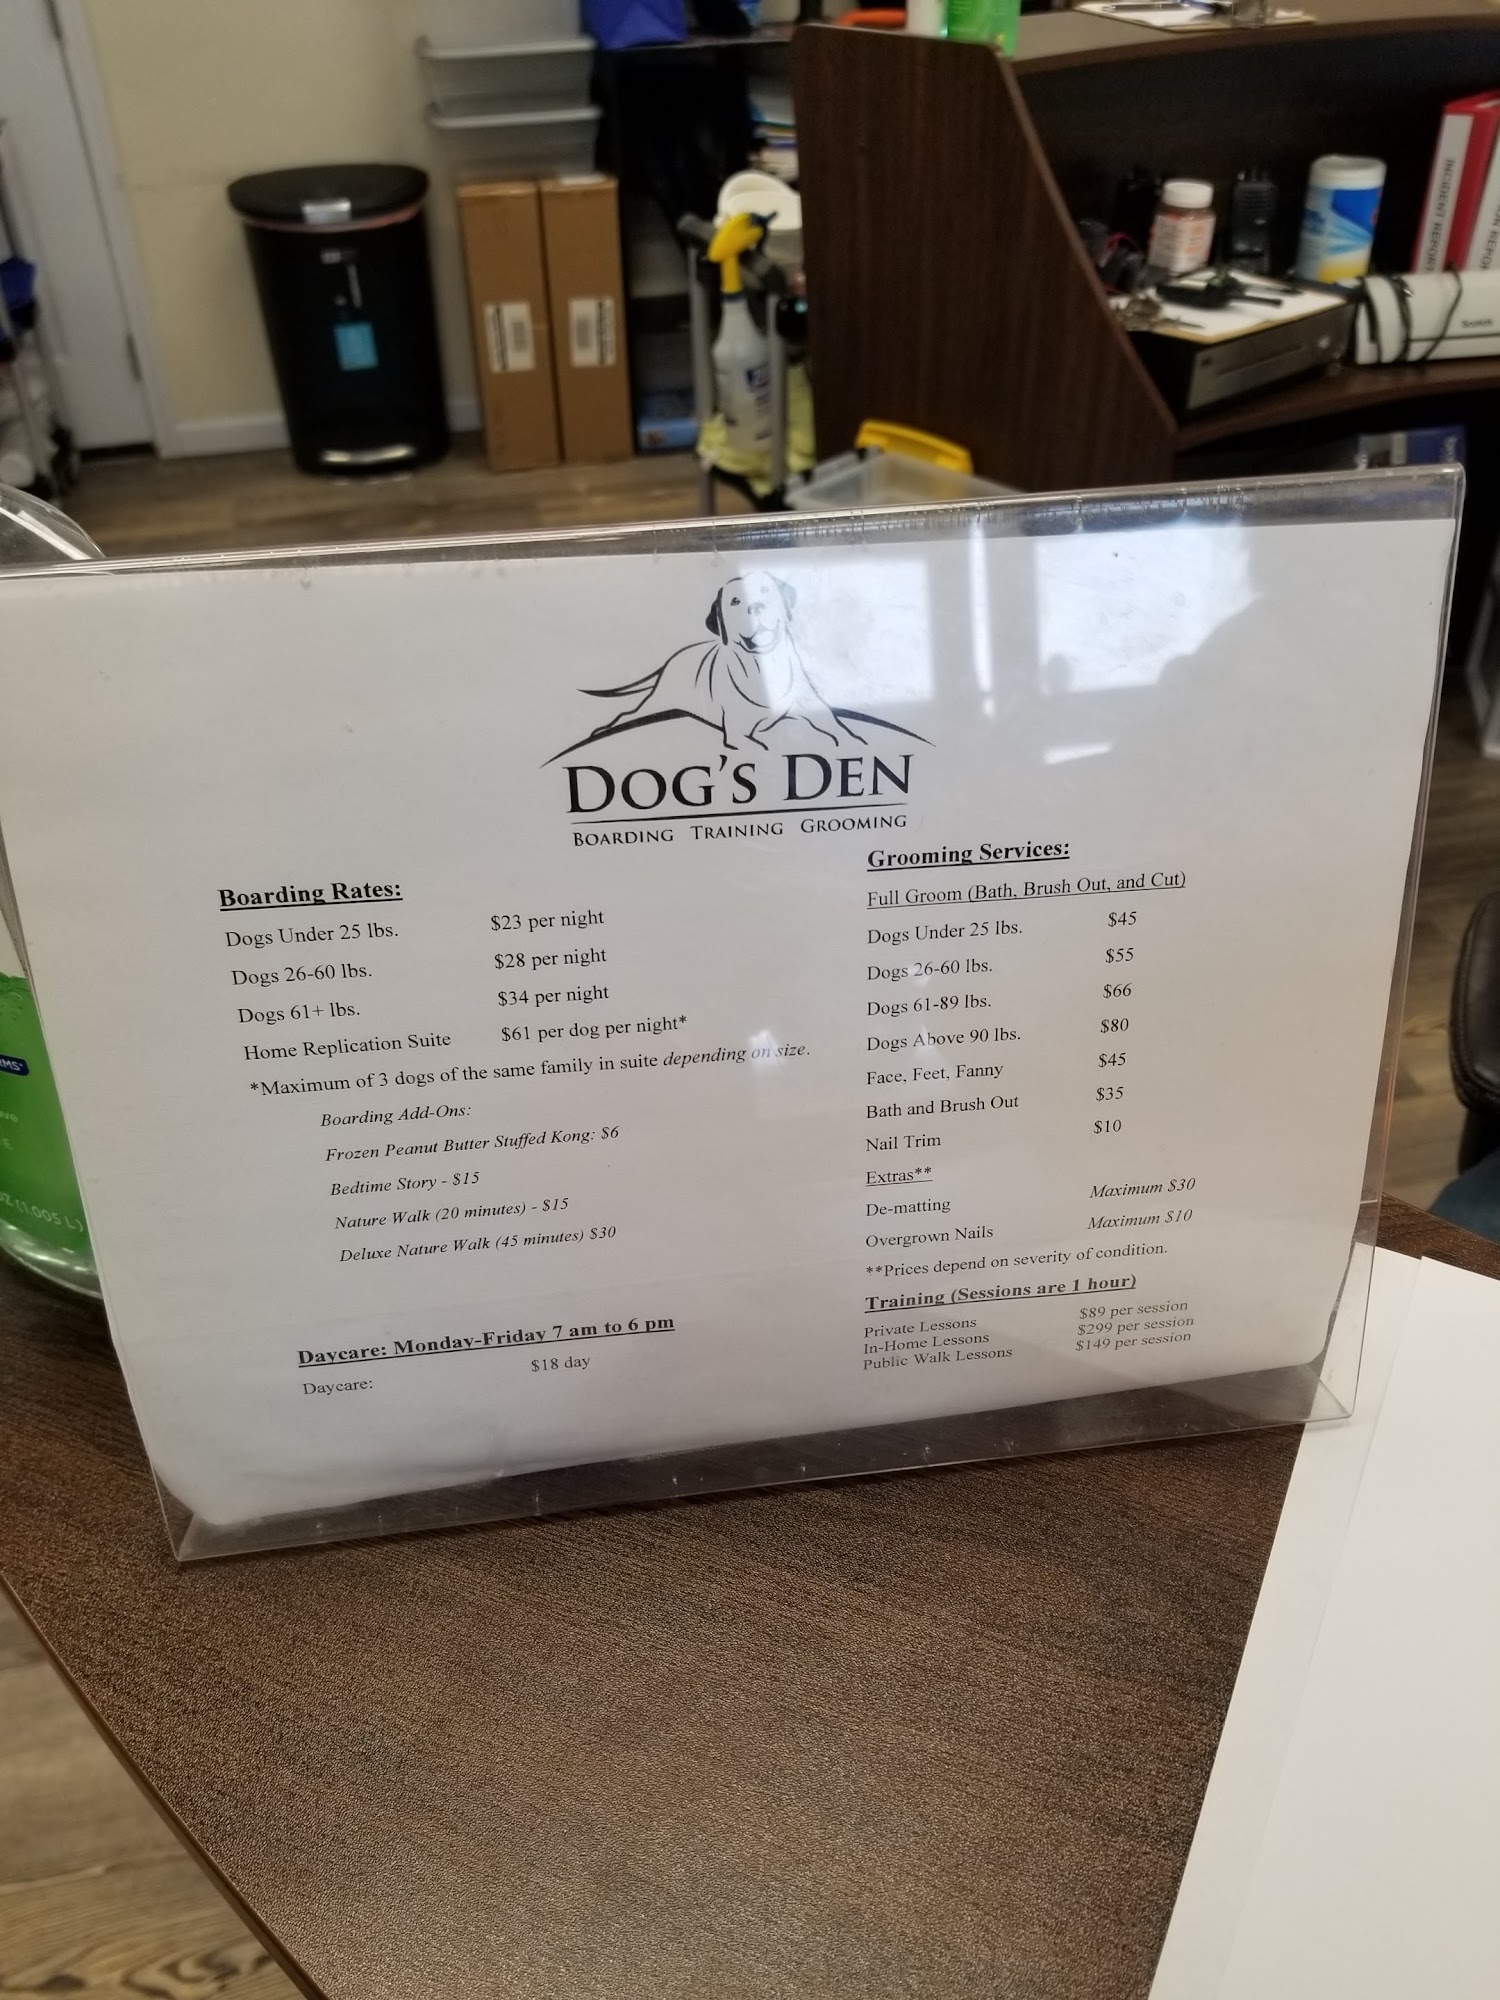 DOG'S DEN
BOARDING TRAINING GROOMING
Boarding Rates:
Dogs Under 25 lbs. $23 per night
Dogs 26-60 lbs. $28 per night
Dogs 61+ lbs. $34 per night
Home Replication Suite $61 per dog per night*
*Maximum of 3 dogs of the same family in suite depending on size.
Boarding Add-Ons:
Frozen Peanut Butter Stuffed Kong: $6
Bedtime Story - $15
Nature Walk (20 minutes) - $15
Deluxe Nature Walk (45 minutes) $30
Daycare: Monday-Friday 7 am to 6 pm
Daycare: $18 day
Grooming Services:
Full Groom (Bath, Brush Out, and Cut)
Dogs Under 25 lbs. $45
Dogs 26-60 lbs. $55
Dogs 61-89 lbs. $66
Dogs Above 90 lbs. $80
Face, Feet, Fanny $45
Bath and Brush Out $35
Nail Trim $10
Extras**
De-matting Maximum $30
Overgrown Nails Maximum $10
**Prices depend on severity of condition.
Training (Sessions are 1 hour)
Private Lessons $89 per session
In-Home Lessons $299 per session
Public Walk Lessons $149 per session
INCIDENT REPORT
(1.005 L)